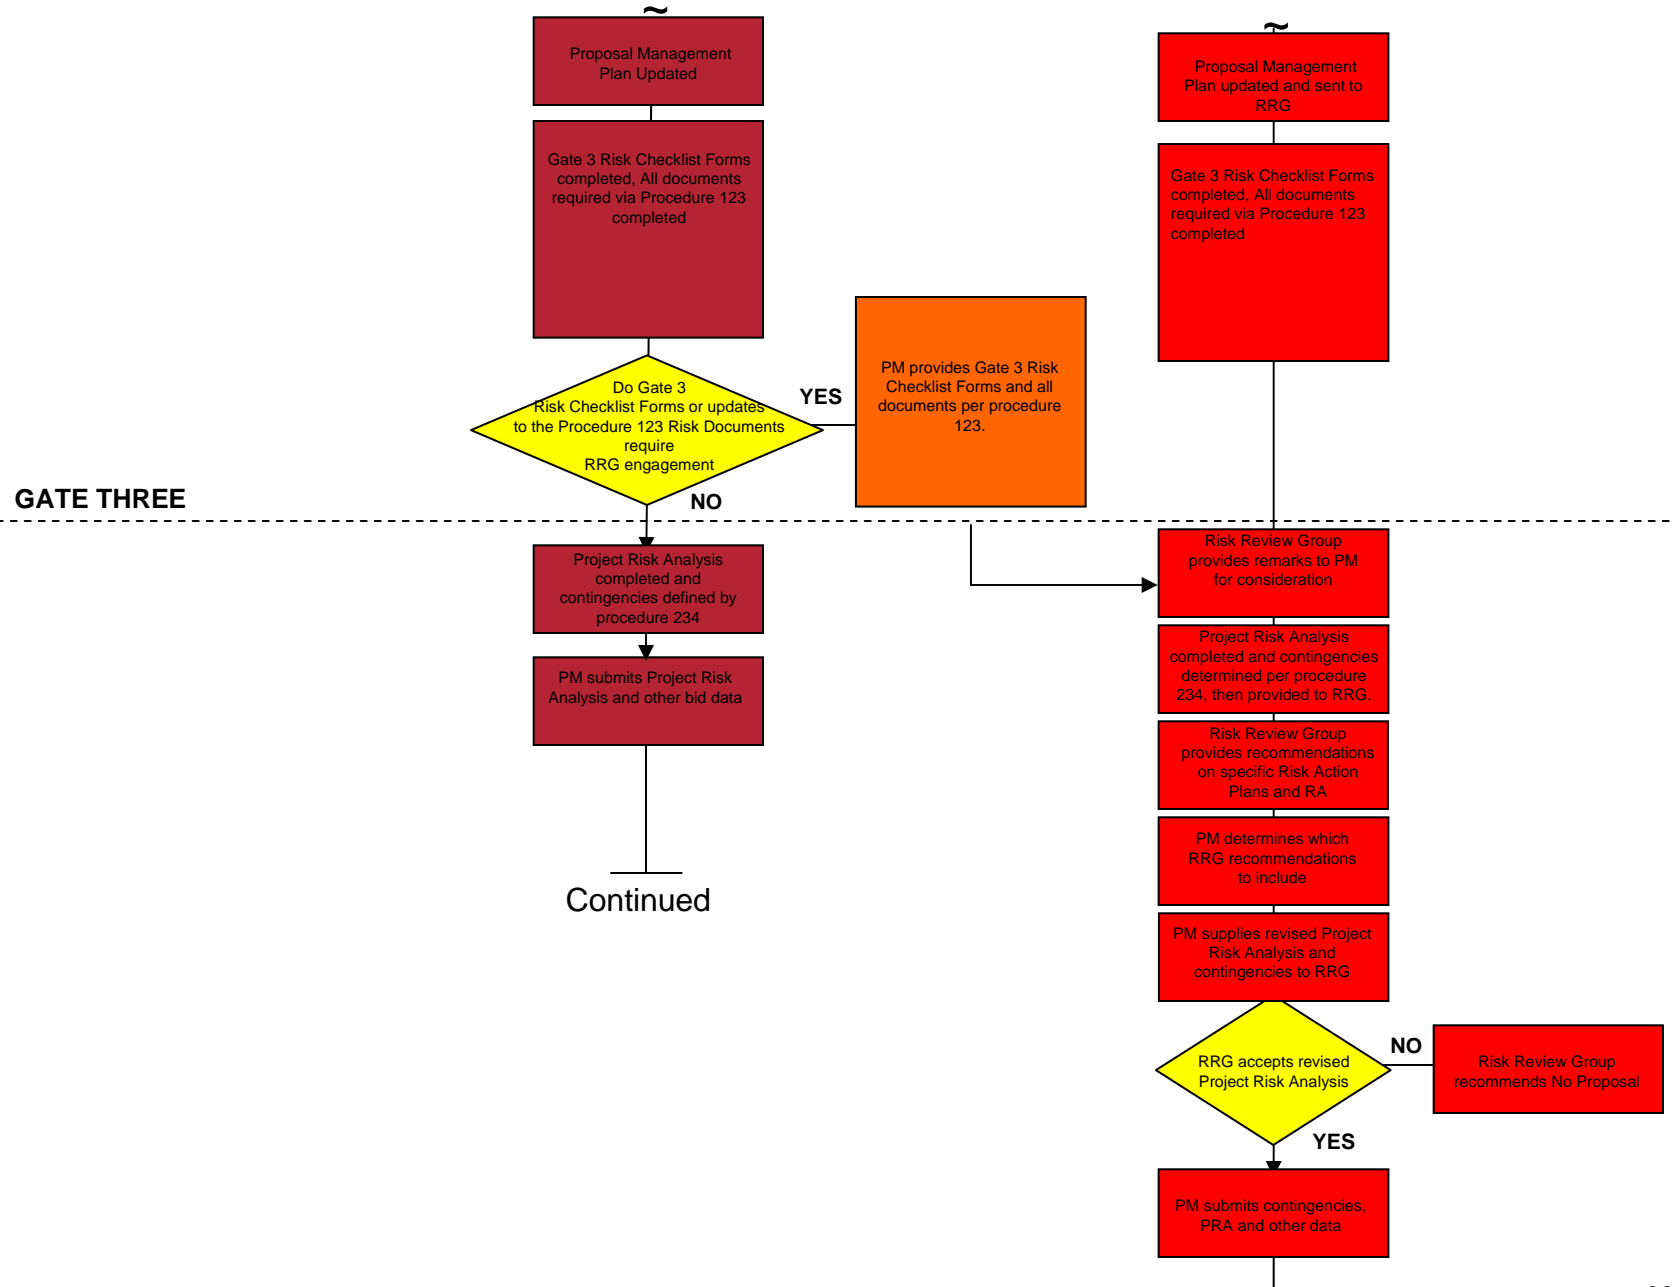 ~
Proposal Management
Plan Updated
Gate 3 Risk Checklist Forms
completed, All documents
required via Procedure 123
completed
Do Gate 3
Risk Checklist Forms or updates
to the Procedure 123 Risk Documents
require
RRG engagement
YES
NO
PM provides Gate 3 Risk
Checklist Forms and all
documents per procedure
123.
~
Proposal Management
Plan updated and sent to
RRG
Gate 3 Risk Checklist Forms
completed, All documents
required via Procedure 123
completed
GATE THREE
Project Risk Analysis
completed and
contingencies defined by
procedure 234
PM submits Project Risk
Analysis and other bid data
Continued
Risk Review Group
provides remarks to PM
for consideration
Project Risk Analysis
completed and contingencies
determined per procedure
234, then provided to RRG.
Risk Review Group
provides recommendations
on specific Risk Action
Plans and RA
PM determines which
RRG recommendations
to include
PM supplies revised Project
Risk Analysis and
contingencies to RRG
RRG accepts revised
Project Risk Analysis
NO
Risk Review Group
recommends No Proposal
YES
PM submits contingencies,
PRA and other data